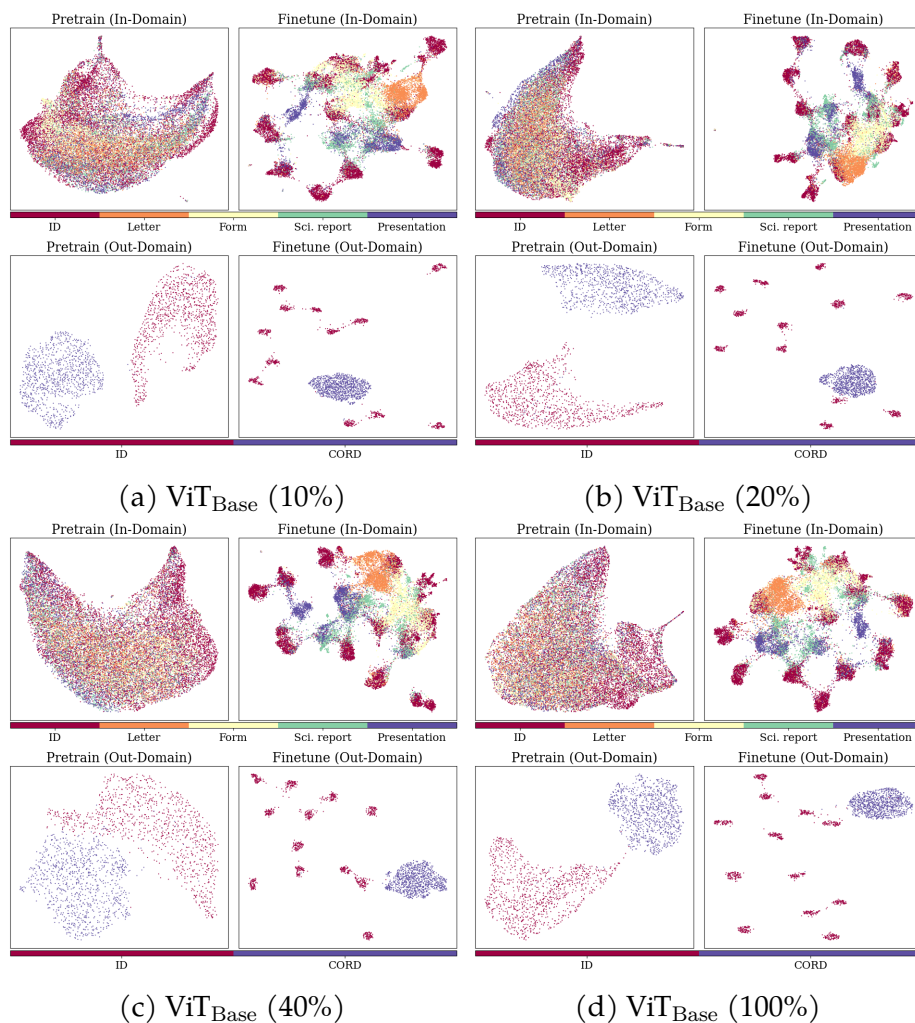 Pretrain (In-Domain)
Finetune (In-Domain)
Pretrain (In-Domain)
Finetune (In-Domain)
ID Letter Form Sci. report Presentation
ID Letter Form Sci. report Presentation
Pretrain (Out-Domain)
Finetune (Out-Domain)
Pretrain (Out-Domain)
Finetune (Out-Domain)
ID CORD
ID CORD
(a) ViTBase (10%)
(b) ViTBase (20%)
Pretrain (In-Domain)
Finetune (In-Domain)
Pretrain (In-Domain)
Finetune (In-Domain)
ID Letter Form Sci. report Presentation
ID Letter Form Sci. report Presentation
Pretrain (Out-Domain)
Finetune (Out-Domain)
Pretrain (Out-Domain)
Finetune (Out-Domain)
ID CORD
ID CORD
(c) ViTBase (40%)
(d) ViTBase (100%)